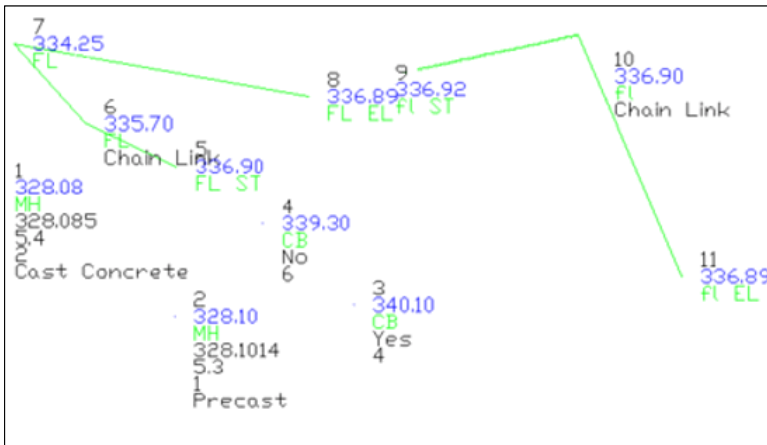 7
334.25
FL
8
336.89
FL EL
9
336.92
fl ST
10
336.90
fl
Chain Link
6
335.70
FL
Chain Link
5
336.90
FL ST
1
328.08
MH
328.085
5.4
2
Cast Concrete
4
339.30
CB
No
6
11
336.89
fl EL
2
328.10
MH
328.1014
5.3
1
Precast
3
340.10
CB
Yes
4